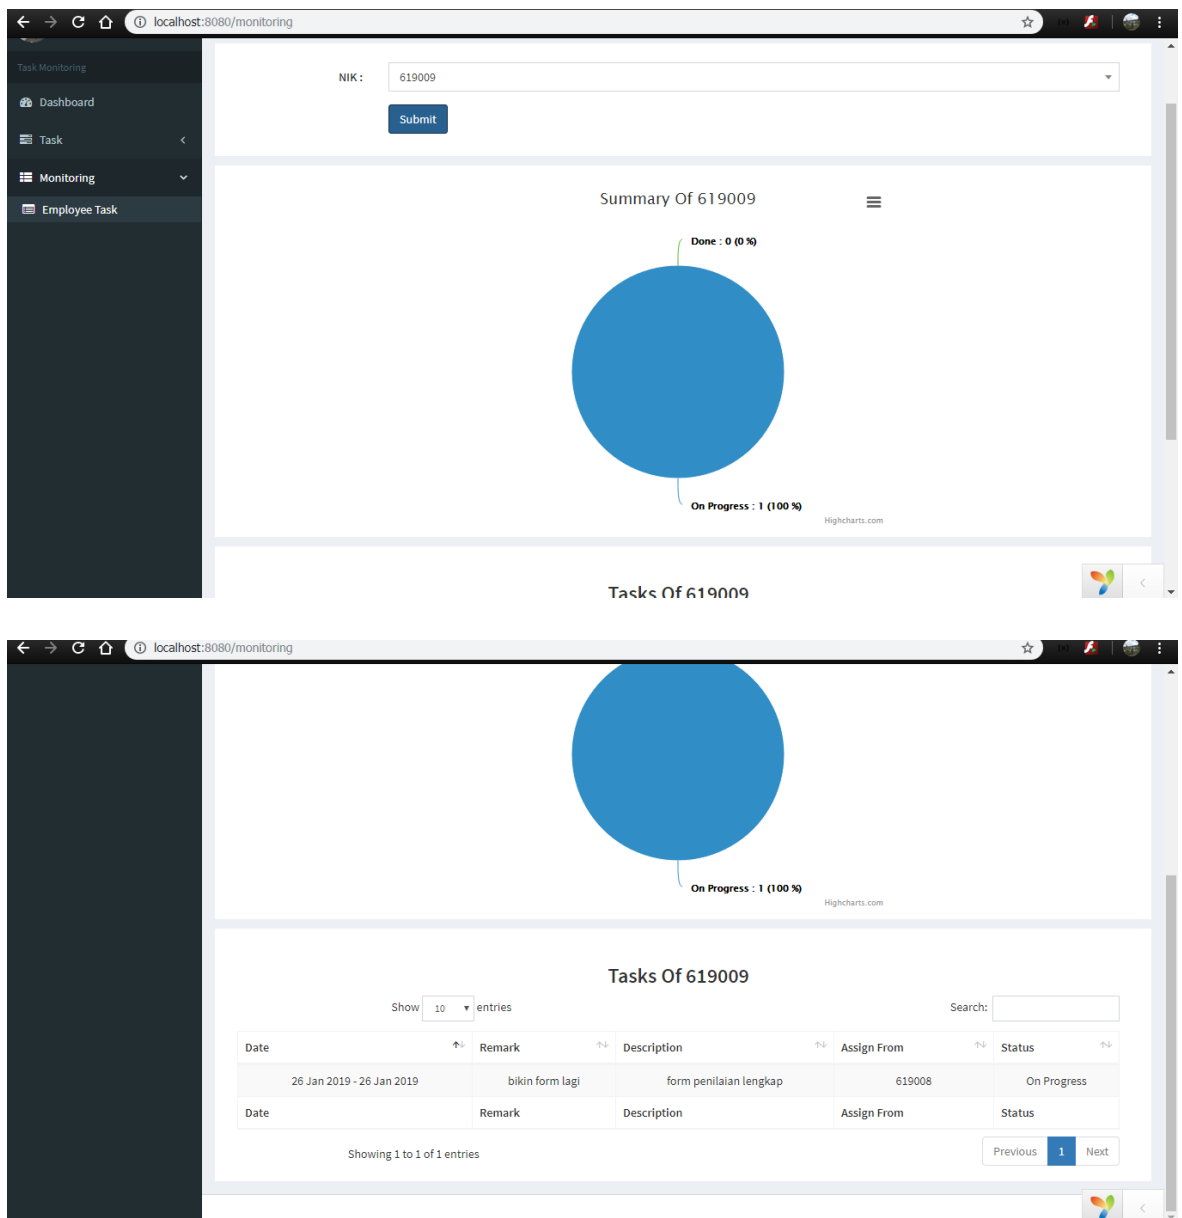 localhost:8080/monitoring
Task Monitoring
Dashboard
Task
Monitoring
Employee Task
NIK :
619009
Submit
Summary Of 619009
Done : 0 (0 %)
On Progress : 1 (100 %)
Highcharts.com
Tasks Of 619009
localhost:8080/monitoring
On Progress : 1 (100 %)
Highcharts.com
Tasks Of 619009
Show 10 entries Search:
Date Remark Description Assign From Status
26 Jan 2019 - 26 Jan 2019 bikin form lagi form penilaian lengkap 619008 On Progress
Date Remark Description Assign From Status
Showing 1 to 1 of 1 entries Previous 1 Next